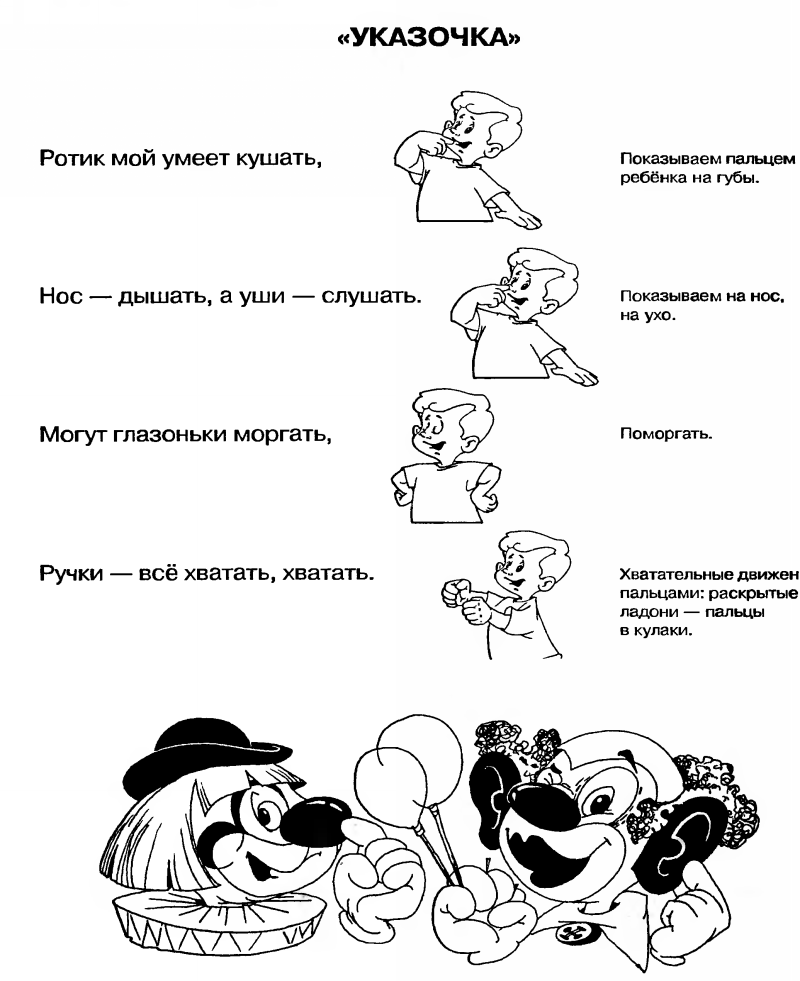 «УКАЗОЧКА»
Ротик мой умеет кушать,
Показываем пальцем
ребёнка на губы.
Нос — дышать, а уши — слушать.
Показываем на нос,
на ухо.
Могут глазоньки моргать,
Поморгать.
Ручки — всё хватать, хватать.
Хватательные движен
пальцами: раскрытые
ладони — пальцы
в кулаки.